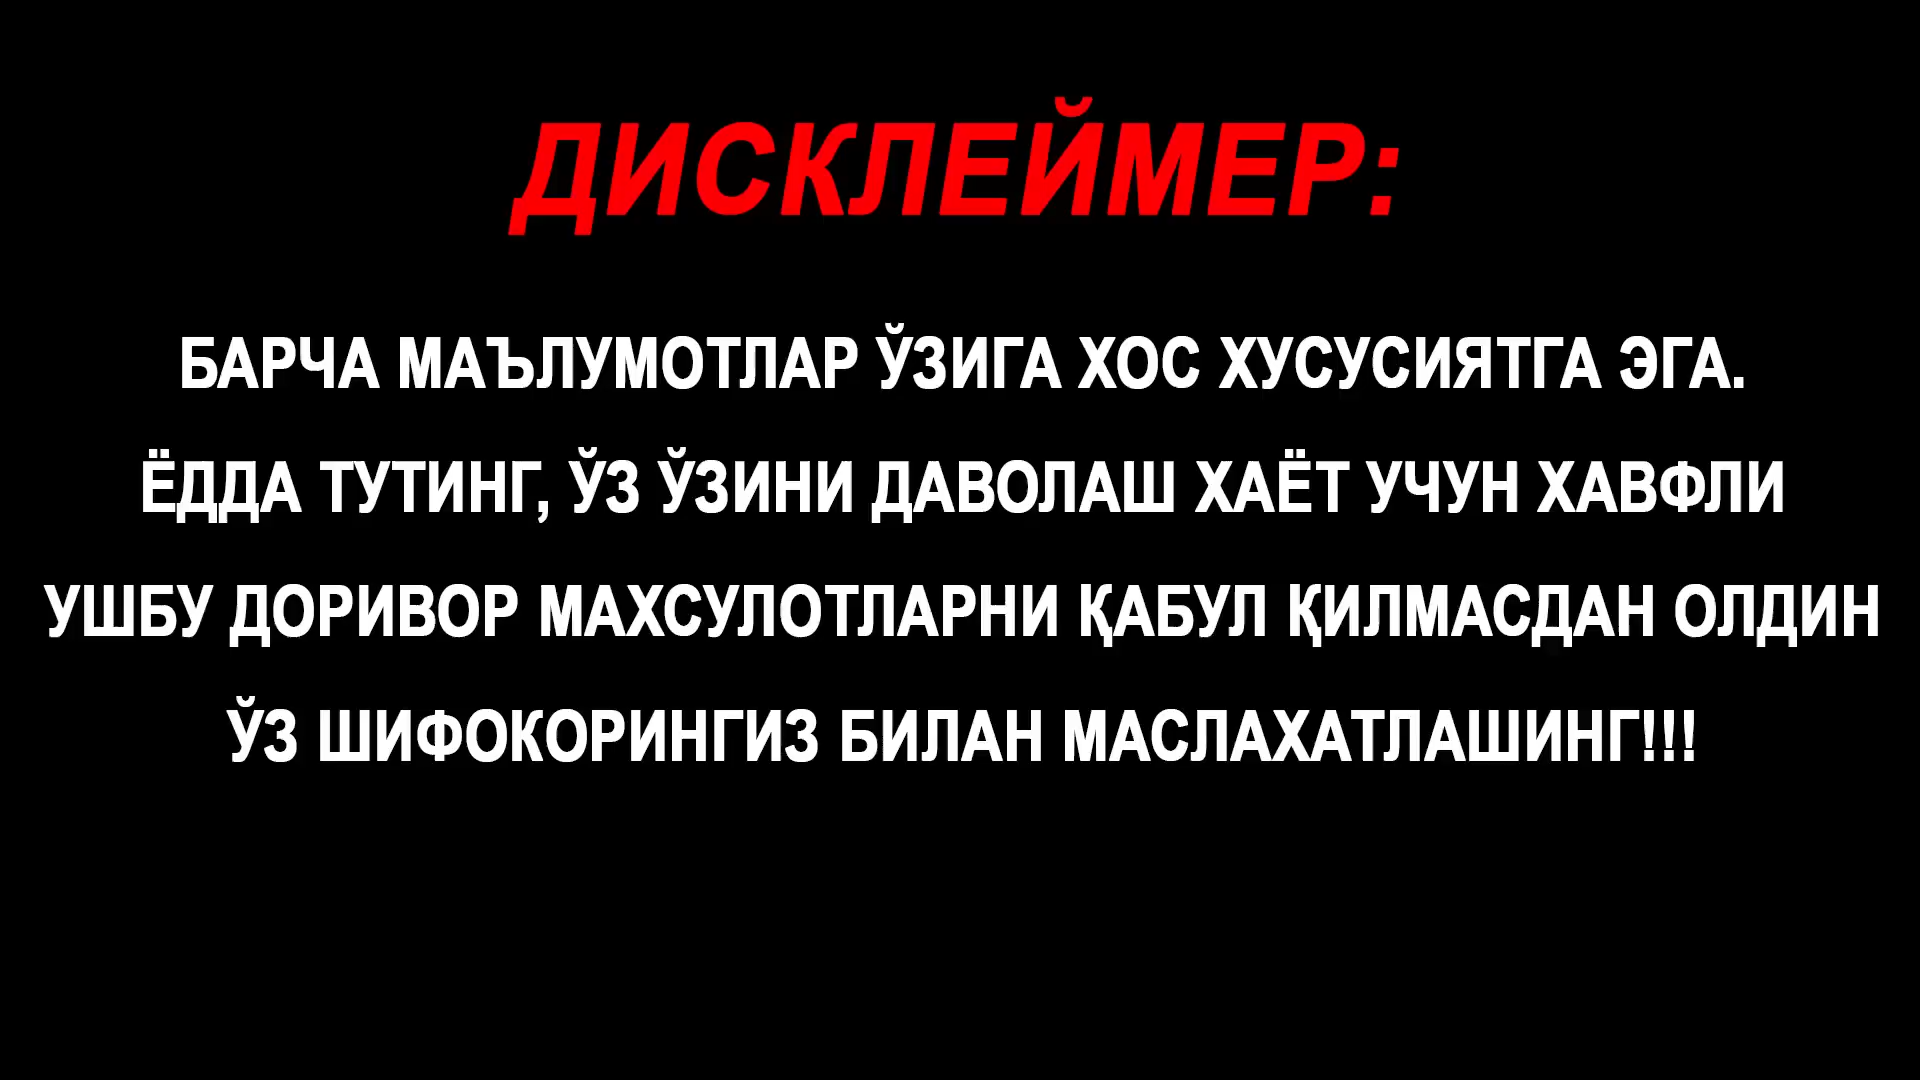 ДИСКЛЕЙМЕР:
БАРЧА МАЪЛУМОТЛАР ЎЗИГА ХОС ХУСУСИЯТГА ЭГА.
ЁДДА ТУТИНГ, ЎЗ ЎЗИНИ ДАВОЛАШ ХАЁТ УЧУН ХАВФЛИ
УШБУ ДОРИВОР МАХСУЛОТЛАРНИ ҚАБУЛ ҚИЛМАСДАН ОЛДИН
ЎЗ ШИФОКОРИНГИЗ БИЛАН МАСЛАХАТЛАШИНГ!!!